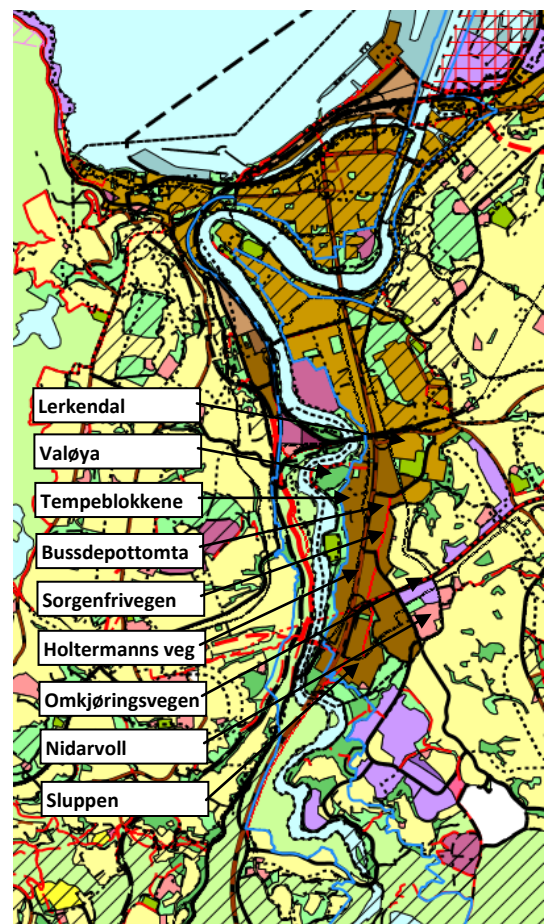 Lerkendal
Valøya
Tempeblokkene
Bussdepottomta
Sorgenfrivegen
Holtermanns veg
Omkjøringsvegen
Nidarvoll
Sluppen